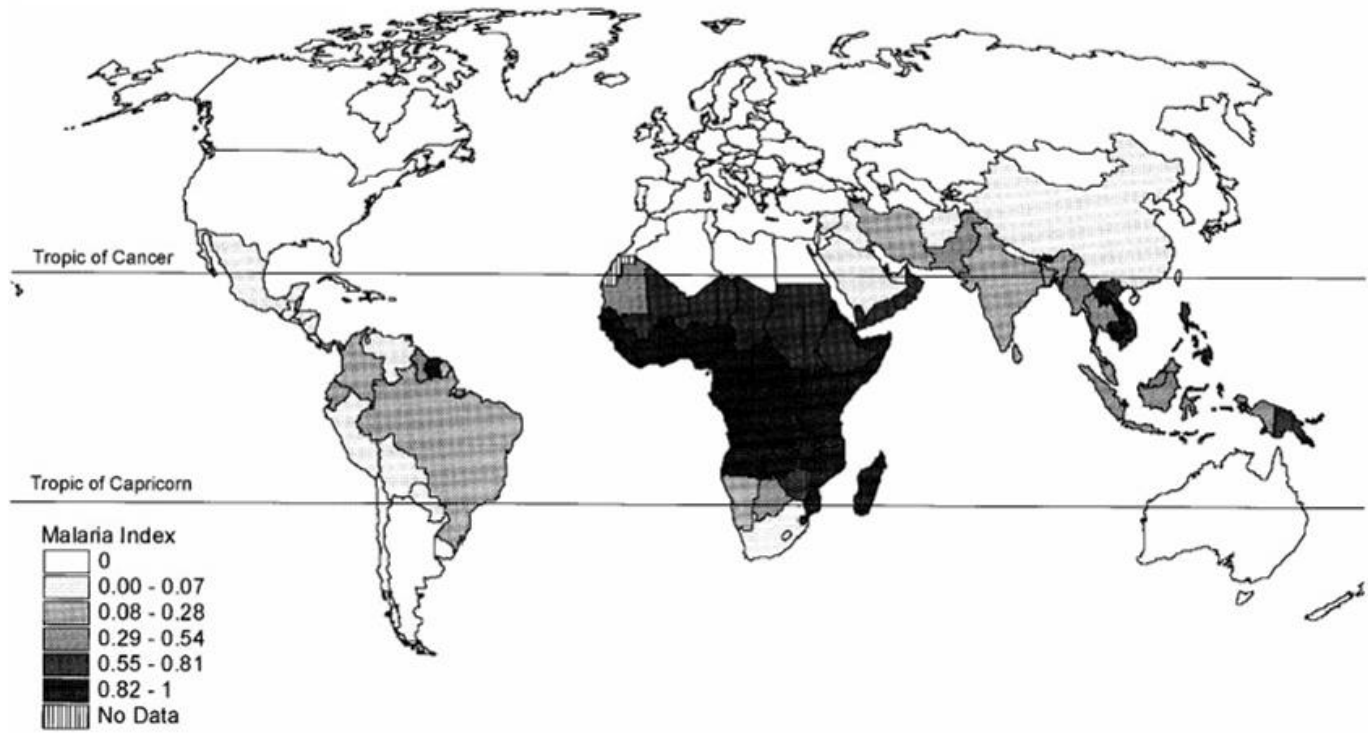 Tropic of Cancer
Tropic of Capricorn
Malaria Index
0
0.00 - 0.07
0.08 - 0.28
0.29 - 0.54
0.55 - 0.81
0.82 - 1
No Data